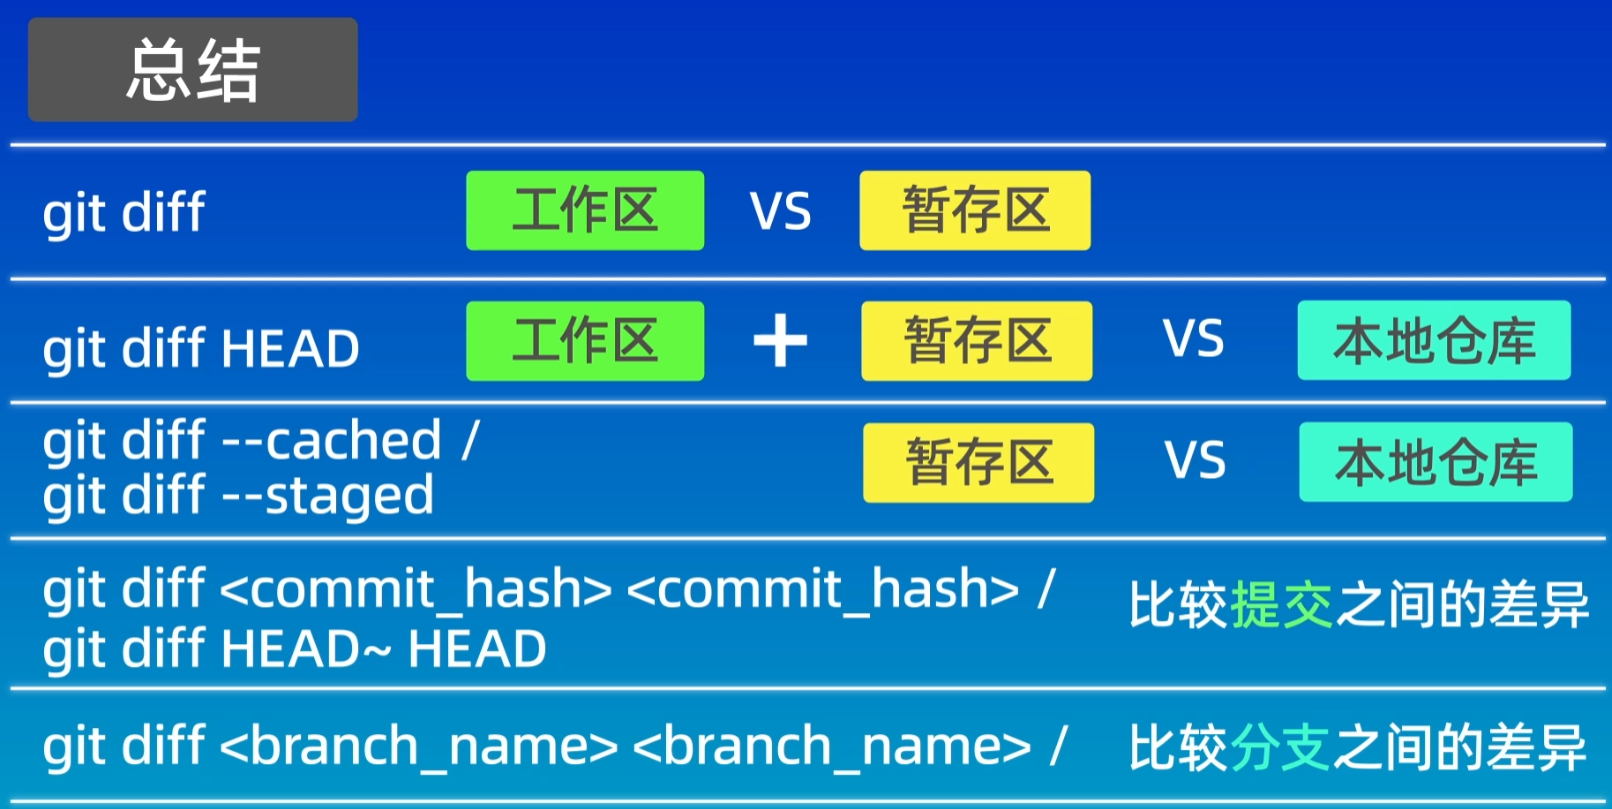 总结
git diff 工作区 VS 暂存区
git diff HEAD 工作区 + 暂存区 VS 本地仓库
git diff --cached /
git diff --staged 暂存区 VS 本地仓库
git diff <commit_hash> <commit_hash> /
git diff HEAD~ HEAD 比较提交之间的差异
git diff <branch_name> <branch_name> / 比较分支之间的差异